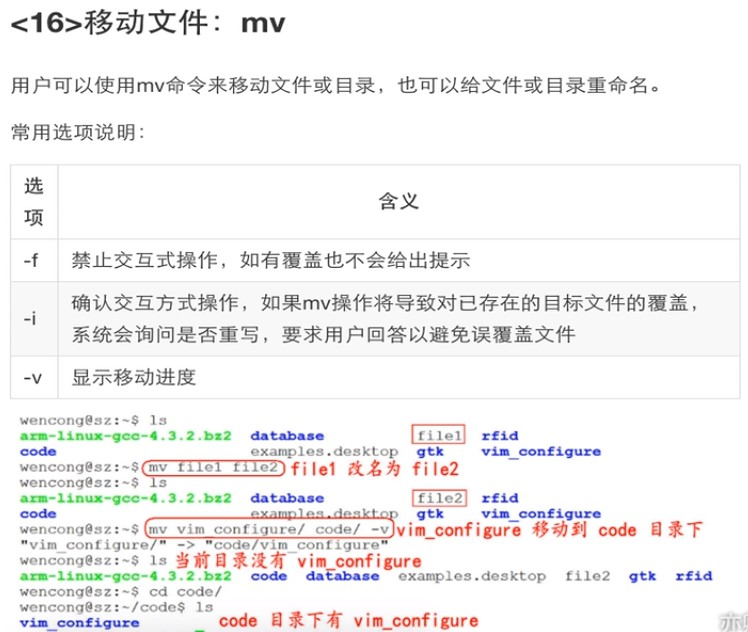 <16>移动文件：mv
用户可以使用mv命令来移动文件或目录，也可以给文件或目录重命名。
常用选项说明：
选项 含义
-f 禁止交互式操作，如有覆盖也不会给出提示
-i 确认交互方式操作，如果mv操作将导致对已存在的目标文件的覆盖，
系统会询问是否重写，要求用户回答以避免误覆盖文件
-v 显示移动进度
wencong@sz:~$ ls
arm-linux-gcc-4.3.2.bz2 database file1 rfid
code examples.desktop gtk vim_configure
wencong@sz:~$ mv file1 file2 file1 改名为 file2
wencong@sz:~$ ls
arm-linux-gcc-4.3.2.bz2 database file2 rfid
code examples.desktop gtk vim_configure
wencong@sz:~$ mv vim_configure/ code/ -v vim_configure 移动到 code 目录下
"vim_configure/" -> "code/vim_configure"
wencong@sz:~$ ls 当前目录没有 vim_configure
arm-linux-gcc-4.3.2.bz2 code database examples.desktop file2 gtk rfid
wencong@sz:~$ cd code/
wencong@sz:~/code$ ls
vim_configure code 目录下有 vim_configure